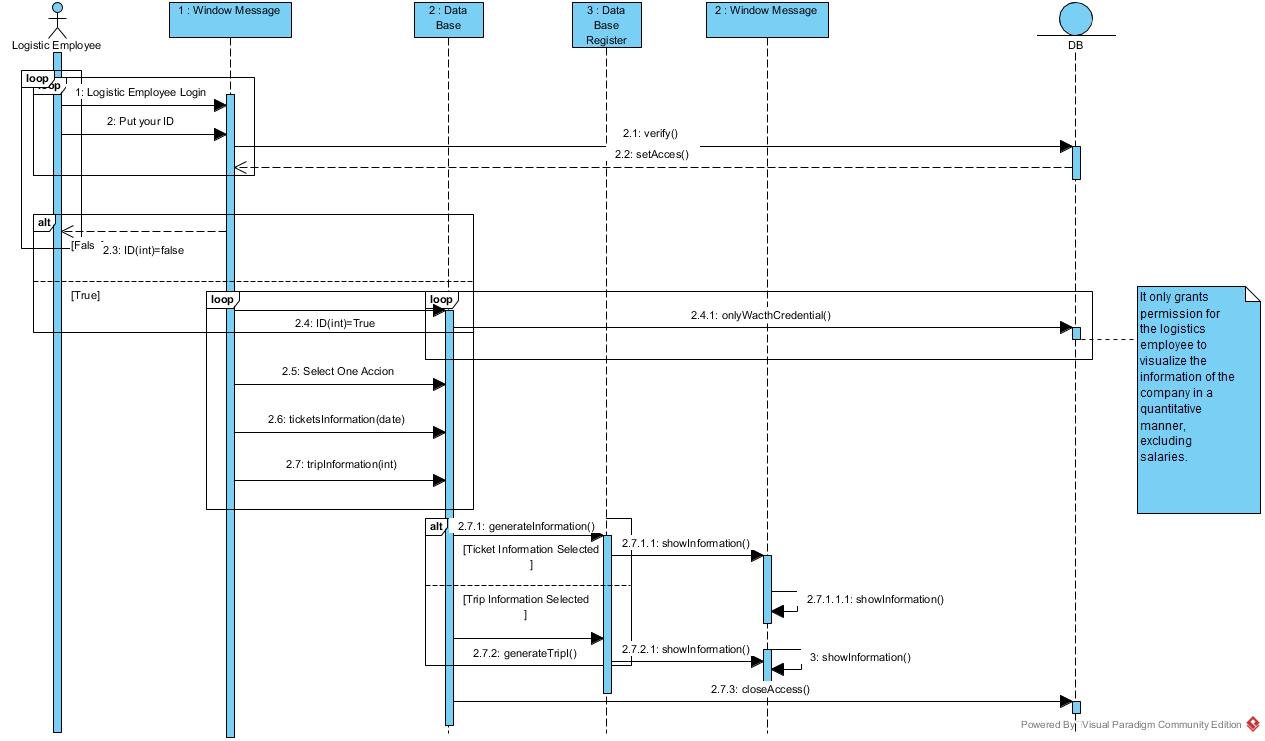 1 : Window Message
2 : Data
Base
3 : Data
Base
Register
2 : Window Message
Logistic Employee
DB
loop
oop
1: Logistic Employee Login
2: Put your ID
2.1: verify()
2.2: setAcces()
alt
[Fals
2.3: ID(int)=false
[True]
loop
loop
2.4: ID(int)=True
2.4.1: onlyWacthCredential()
It only grants
permission for
the logistics
employee to
visualize the
information of the
company in a
quantitative
manner,
excluding
salaries.
2.5: Select One Accion
2.6: ticketsInformation(date)
2.7: tripInformation(int)
alt
2.7.1: generateInformation()
[Ticket Information Selected
]
2.7.1.1: showInformation()
2.7.1.1.1: showInformation()
[Trip Information Selected
]
2.7.2: generateTripI()
2.7.2.1: showInformation()
3: showInformation()
2.7.3: closeAccess()
Powered By Visual Paradigm Community Edition